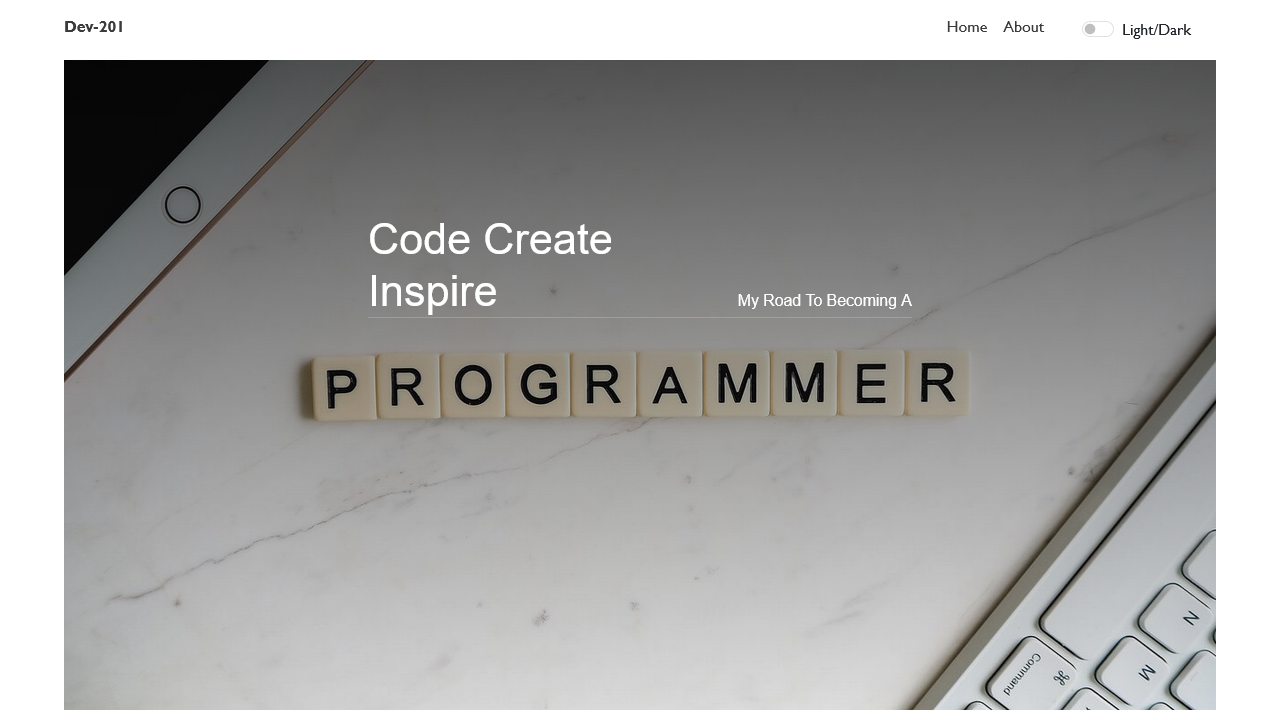 Dev-201
Home About Light/Dark
Code Create
Inspire
My Road To Becoming A
PROGRAMMER
N
M
Command ⌘